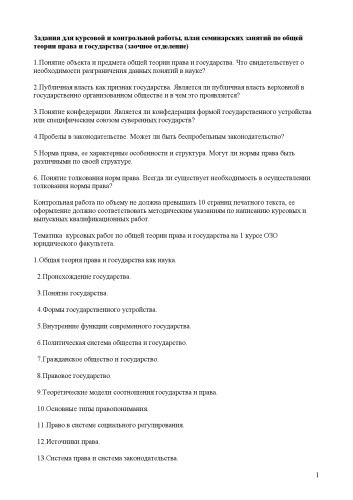 Задания для курсовой и контрольной работы, план семинарских занятий по общей
теории права и государства (заочное отделение)
1.Понятие объекта и предмета общей теории права и государства. Что свидетельствует о
необходимости разграничения данных понятий в науке?
2.Публичная власть как признак государства. Является ли публичная власть верховной в
государственно организованном обществе и в чем это проявляется?
3.Понятие конфедерации. Является ли конфедерация формой государственного устройства
или специфическим союзом суверенных государств?
4.Пробелы в законодательстве. Может ли быть беспробельным законодательство?
5.Норма права, ее характерные особенности и структура. Могут ли нормы права быть
различными по своей структуре.
6. Понятие толкования норм права. Всегда ли существует необходимость в осуществлении
толкования нормы права?
Контрольная работа по объему не должна превышать 10 страниц печатного текста, ее
оформление должно соответствовать методическим указаниям по написанию курсовых и
выпускных квалификационных работ.
Тематика курсовых работ по общей теории права и государства на 1 курсе ОЗО
юридического факультета.
1.Общая теория права и государства как наука.
2.Происхождение государства.
3.Понятие государства.
4.Формы государственного устройства.
5.Внутренние функции современного государства.
6.Политическая система общества и государство.
7.Гражданское общество и государство.
8.Правовое государство.
9.Теоретические модели соотношения государства и права.
10.Основные типы правопонимания.
11.Право в системе социального регулирования.
12.Источники права.
13.Система права и система законодательства.
1